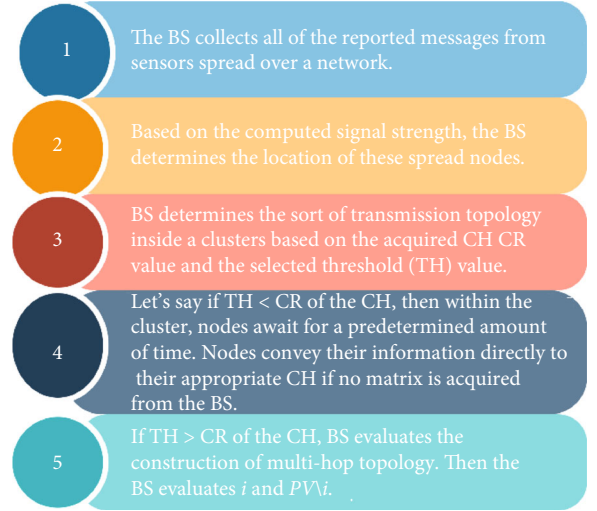 1
The BS collects all of the reported messages from
sensors spread over a network.
2
Based on the computed signal strength, the BS
determines the location of these spread nodes.
3
BS determines the sort of transmission topology
inside a clusters based on the acquired CH CR
value and the selected threshold (TH) value.
4
Let's say if TH < CR of the CH, then within the
cluster, nodes await for a predetermined amount
of time. Nodes convey their information directly to
their appropriate CH if no matrix is acquired
from the BS.
5
If TH > CR of the CH, BS evaluates the
construction of multi-hop topology. Then the
BS evaluates i and PV\i.